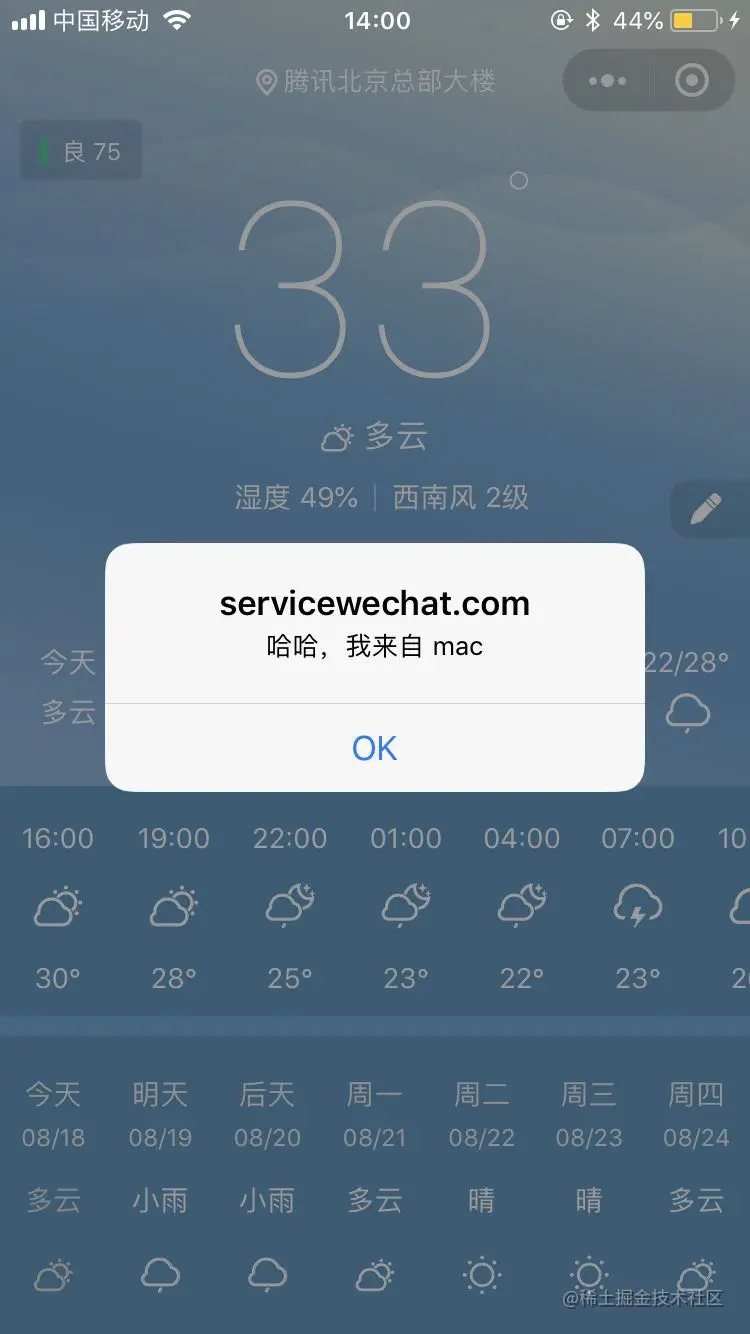 中国移动 14:00 44%
腾讯北京总部大楼
良 75
33°
多云
湿度 49% | 西南风 2级
servicewechat.com
哈哈，我来自 mac
今天 22/28°
多云
OK
16:00 19:00 22:00 01:00 04:00 07:00 10
30° 28° 25° 23° 22° 23° 2
今天 明天 后天 周一 周二 周三 周四
08/18 08/19 08/20 08/21 08/22 08/23 08/24
多云 小雨 小雨 多云 晴 晴 多云
@稀土掘金技术社区